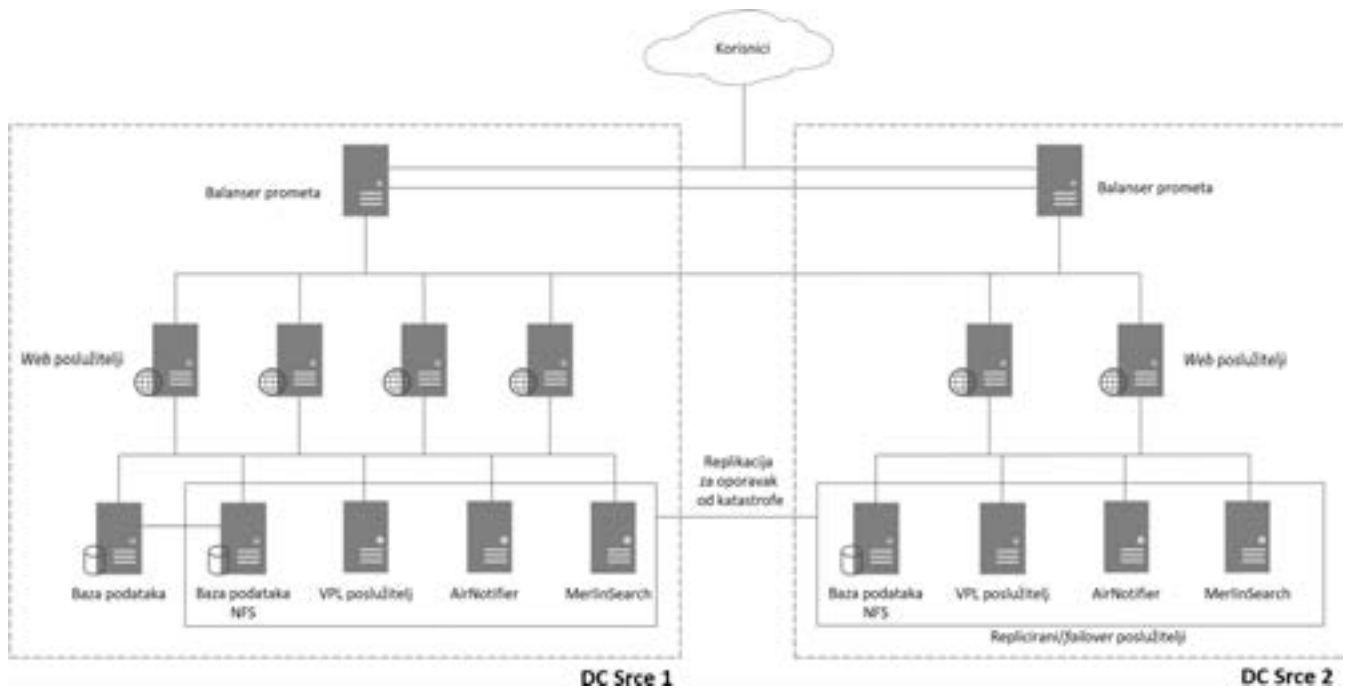 Korisnici
Balanser prometa
Balanser prometa
Web poslužitelji
Web poslužitelji
Replikacija
za oporavak
od katastrofe
Baza podataka
Baza podataka
NFS
VPL poslužitelj
AirNotifier
MerlinSearch
Baza podataka
NFS
VPL poslužitelj
AirNotifier
MerlinSearch
Replicirani/failover poslužitelji
DC Srce 1
DC Srce 2